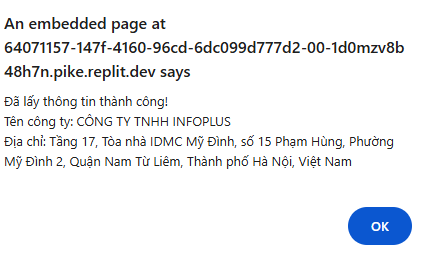 An embedded page at
64071157-147f-4160-96cd-6dc099d777d2-00-1d0mzv8b
48h7n.pike.replit.dev says
Đã lấy thông tin thành công!
Tên công ty: CÔNG TY TNHH INFOPLUS
Địa chỉ: Tầng 17, Tòa nhà IDMC Mỹ Đình, số 15 Phạm Hùng, Phường
Mỹ Đình 2, Quận Nam Từ Liêm, Thành phố Hà Nội, Việt Nam
OK